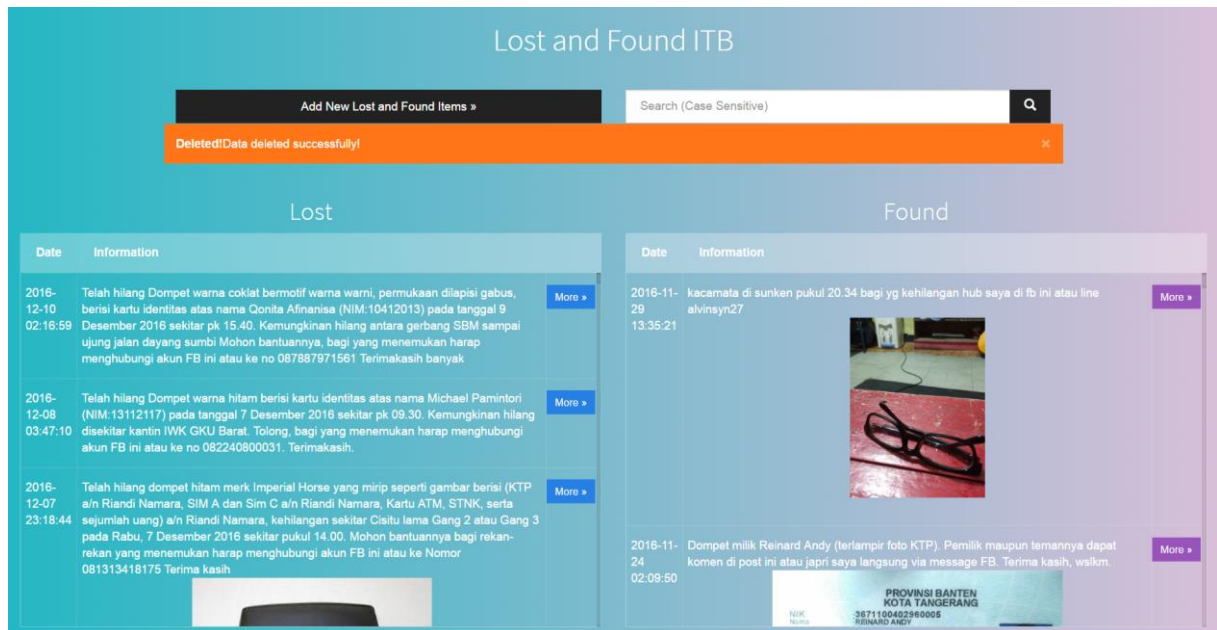 Lost and Found ITB
Add New Lost and Found Items »
Search (Case Sensitive)
Deleted!Data deleted successfully!
×
Lost
Date Information
2016-12-10 02:16:59
Telah hilang Dompet warna coklat bermotif warna warni, permukaan dilapisi gabus,
berisi kartu identitas atas nama Qonita Afinanisa (NIM:10412013) pada tanggal 9
Desember 2016 sekitar pk 15.40. Kemungkinan hilang antara gerbang SBM sampai
ujung jalan dayang sumbi Mohon bantuannya, bagi yang menemukan harap
menghubungi akun FB ini atau ke no 087887971561 Terimakasih banyak
More »
2016-12-08 03:47:10
Telah hilang Dompet warna hitam berisi kartu identitas atas nama Michael Pamintori
(NIM:13112117) pada tanggal 7 Desember 2016 sekitar pk 09.30. Kemungkinan hilang
disekitar kantin IWK GKU Barat. Tolong, bagi yang menemukan harap menghubungi
akun FB ini atau ke no 082240800031. Terimakasih.
More »
2016-12-07 23:18:44
Telah hilang dompet hitam merk Imperial Horse yang mirip seperti gambar berisi (KTP
a/n Riandi Namara, SIM A dan Sim C a/n Riandi Namara, Kartu ATM, STNK, serta
sejumlah uang) a/n Riandi Namara, kehilangan sekitar Cisitu lama Gang 2 atau Gang 3
pada Rabu, 7 Desember 2016 sekitar pukul 14.00. Mohon bantuannya bagi rekan-
rekan yang menemukan harap menghubungi akun FB ini atau ke Nomor
081313418175 Terima kasih
More »
Found
Date Information
2016-11-29 13:35:21
kacamata di sunken pukul 20.34 bagi yg kehilangan hub saya di fb ini atau line
alvinsyn27
More »
2016-11-24 02:09:50
Dompet milik Reinard Andy (terlampir foto KTP). Pemilik maupun temannya dapat
komen di post ini atau japri saya langsung via message FB. Terima kasih, wslkm.
More »
PROVINSI BANTEN
KOTA TANGERANG
NIK 3671100402960005
Nama REINARD ANDY